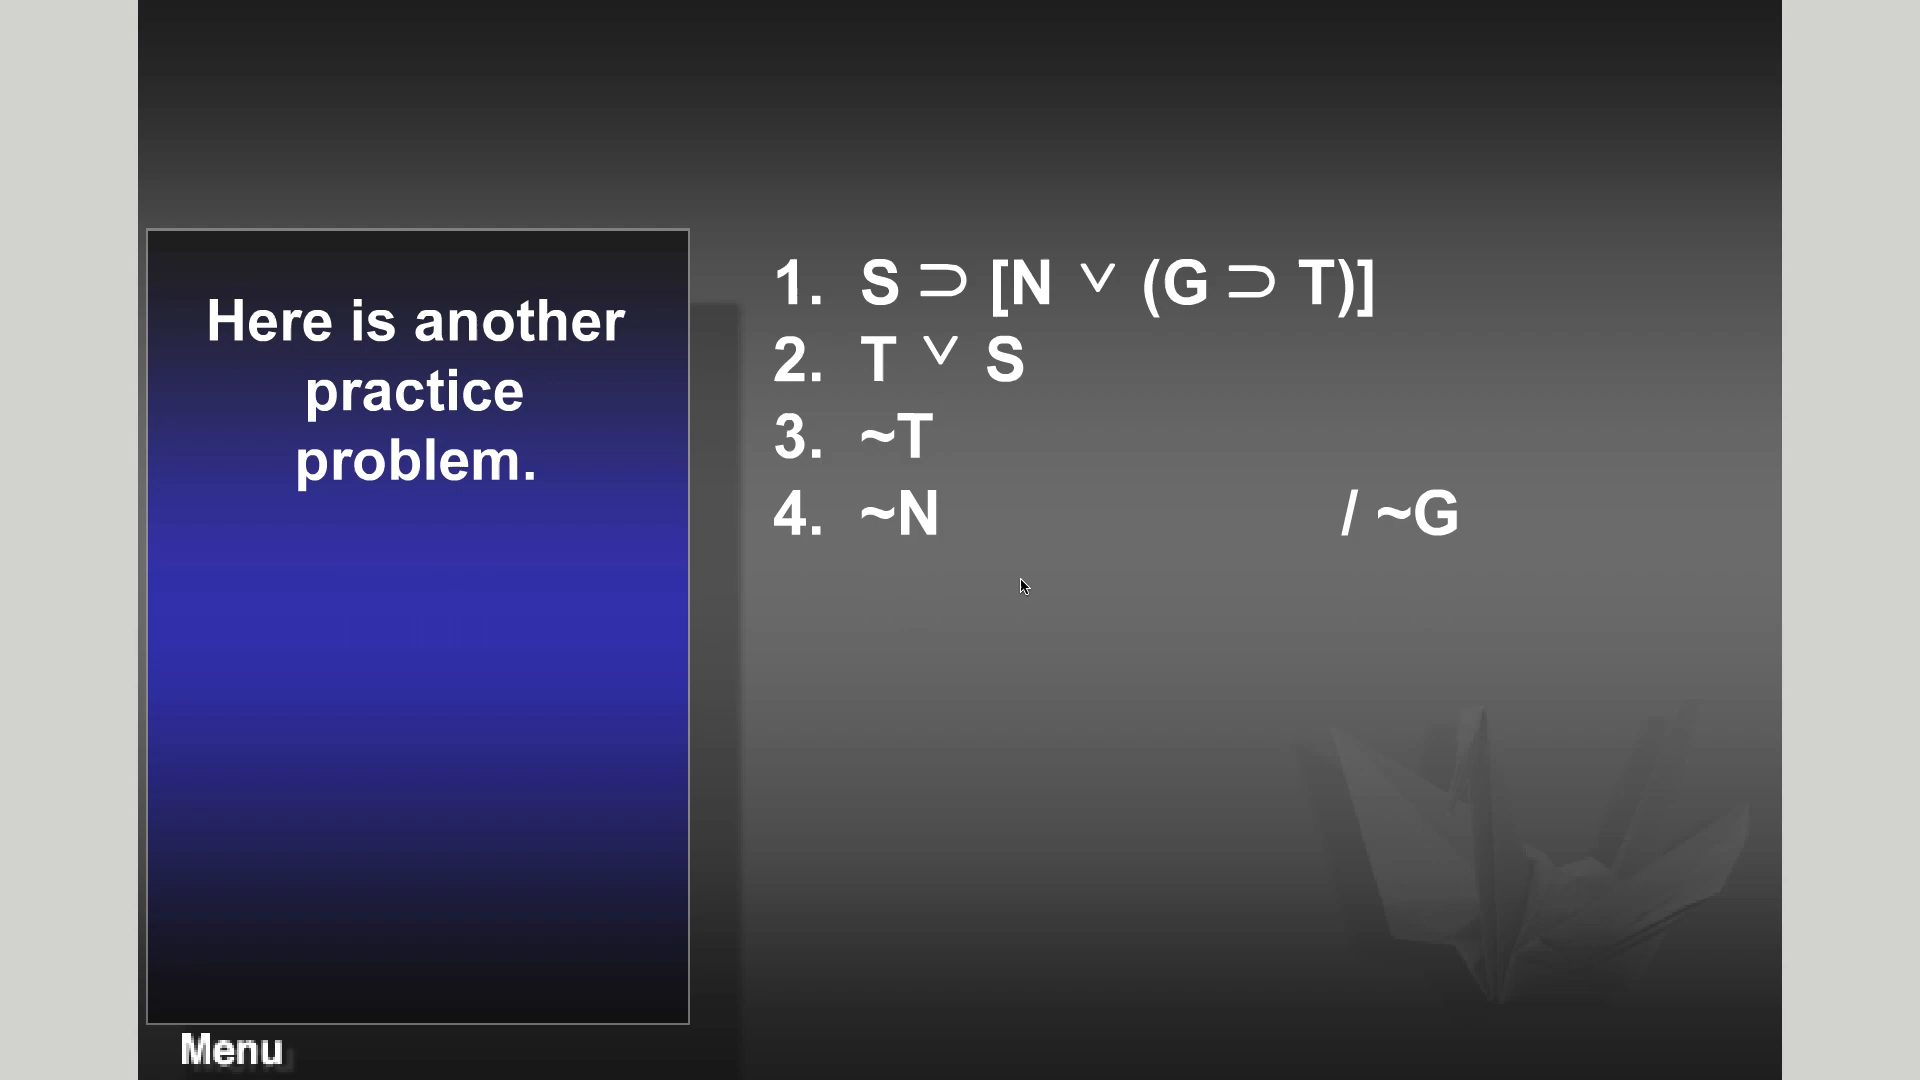 Here is another
practice
problem.
1. S ⊃ [N ∨ (G ⊃ T)]
2. T ∨ S
3. ~T
4. ~N / ~G
Menu